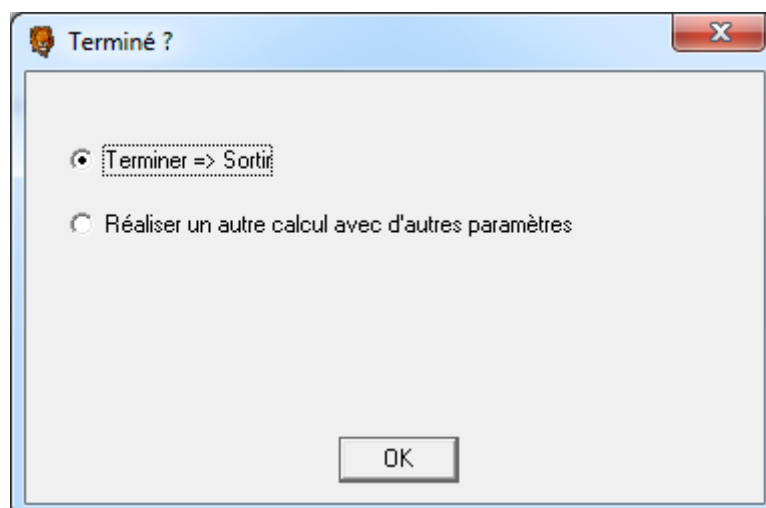 Terminé ?
Terminer => Sortir
Réaliser un autre calcul avec d'autres paramètres
OK